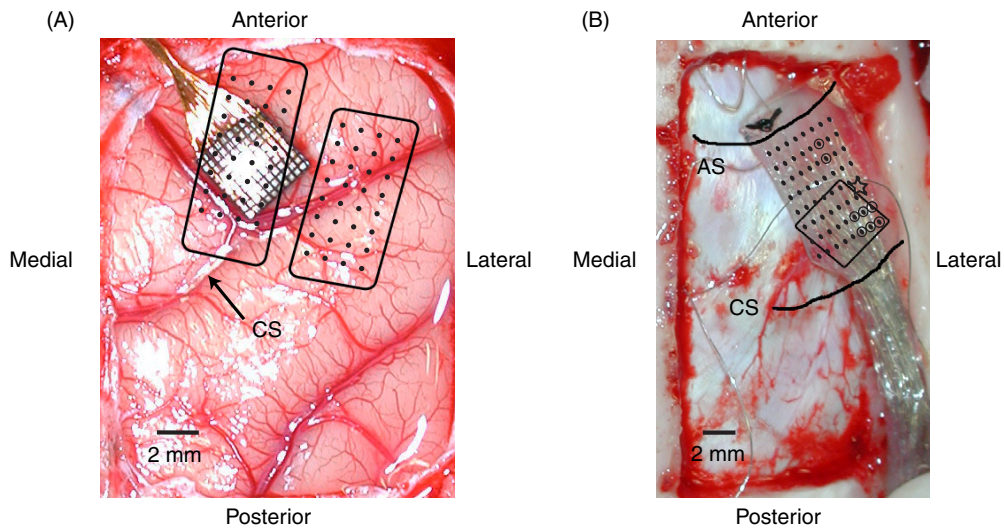 (A)
Anterior
Medial
Lateral
CS
2 mm
Posterior
(B)
Anterior
AS
Medial
Lateral
CS
2 mm
Posterior